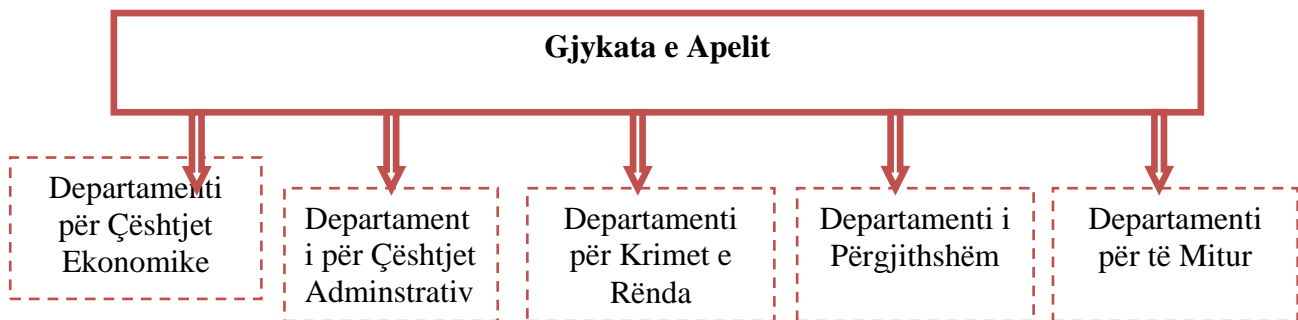 Gjykata e Apelit
Departamenti
për Çështjet
Ekonomike
Departament
i për Çështjet
Adminstrativ
Departamenti
për Krimet e
Rënda
Departamenti i
Përgjithshëm
Departamenti
për të Mitur